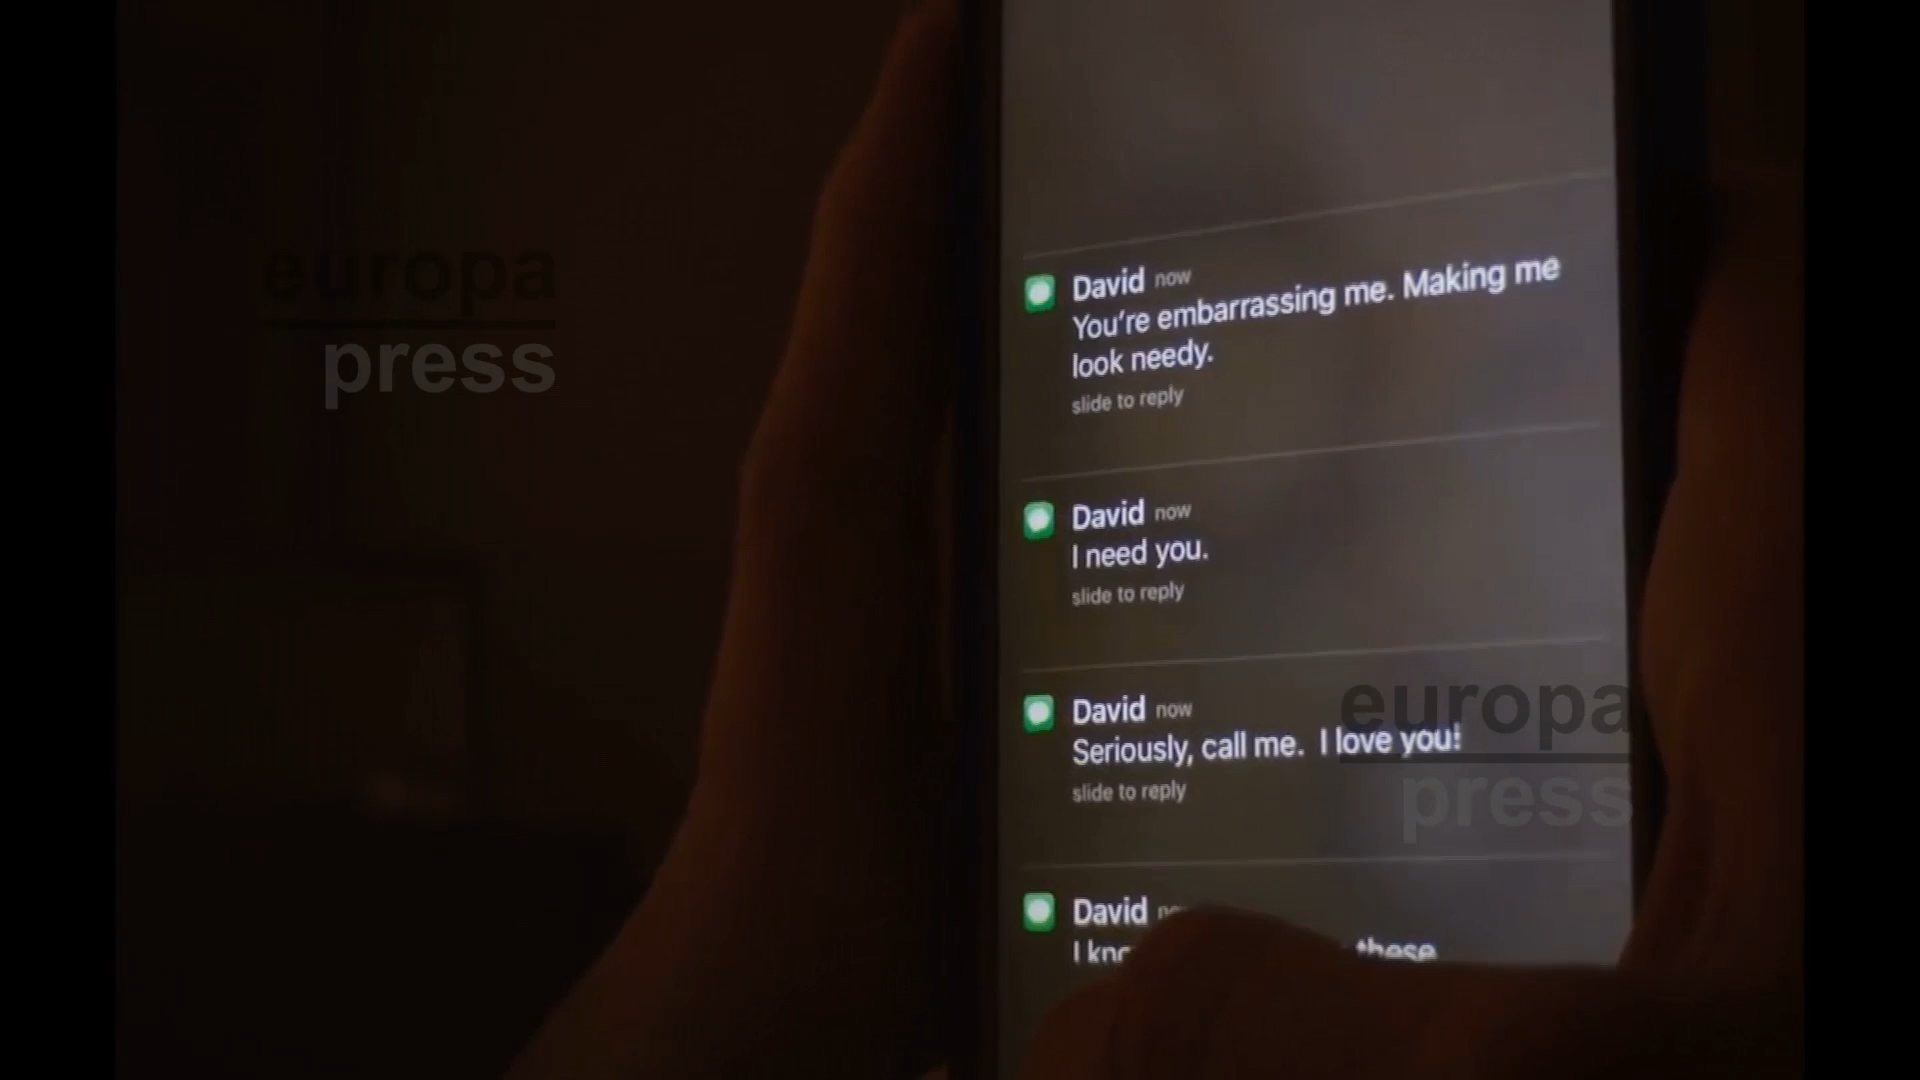 europa
press
David now
You're embarrassing me. Making me
look needy.
slide to reply
David now
I need you.
slide to reply
David now
Seriously, call me. I love you!
slide to reply
europa
press
David
these